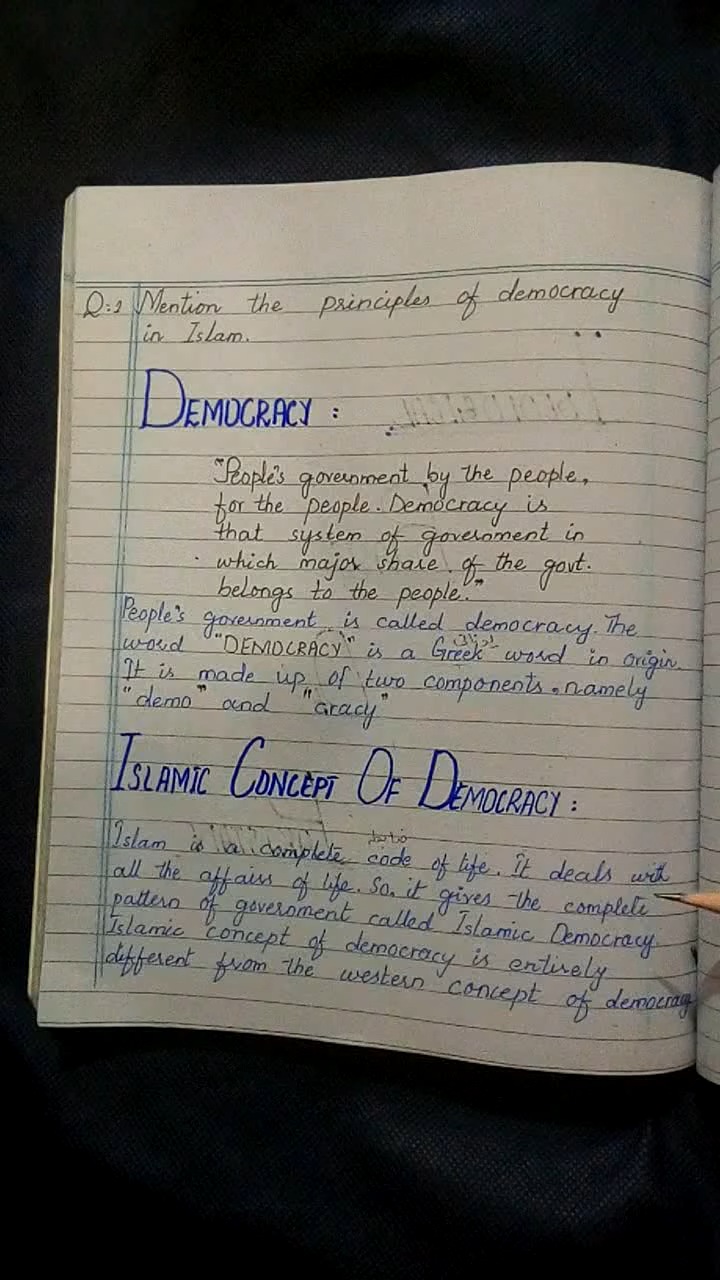 Q:1 Mention the principles of democracy
in Islam.
DEMOCRACY :
"People's government by the people,
for the people. Democracy is
that system of government in
which major share of the govt.
belongs to the people."
People's government is called democracy. The
word "DEMOCRACY" is a Greek word in origin
It is made up of two components, namely
"demo" and "cracy"
ISLAMIC CONCEPT OF DEMOCRACY :
ضابطہ
Islam is a complete code of life. It deals with
all the affairs of life. So, it gives the complete
pattern of government called Islamic Democracy.
Islamic concept of democracy is entirely
different from the western concept of democracy